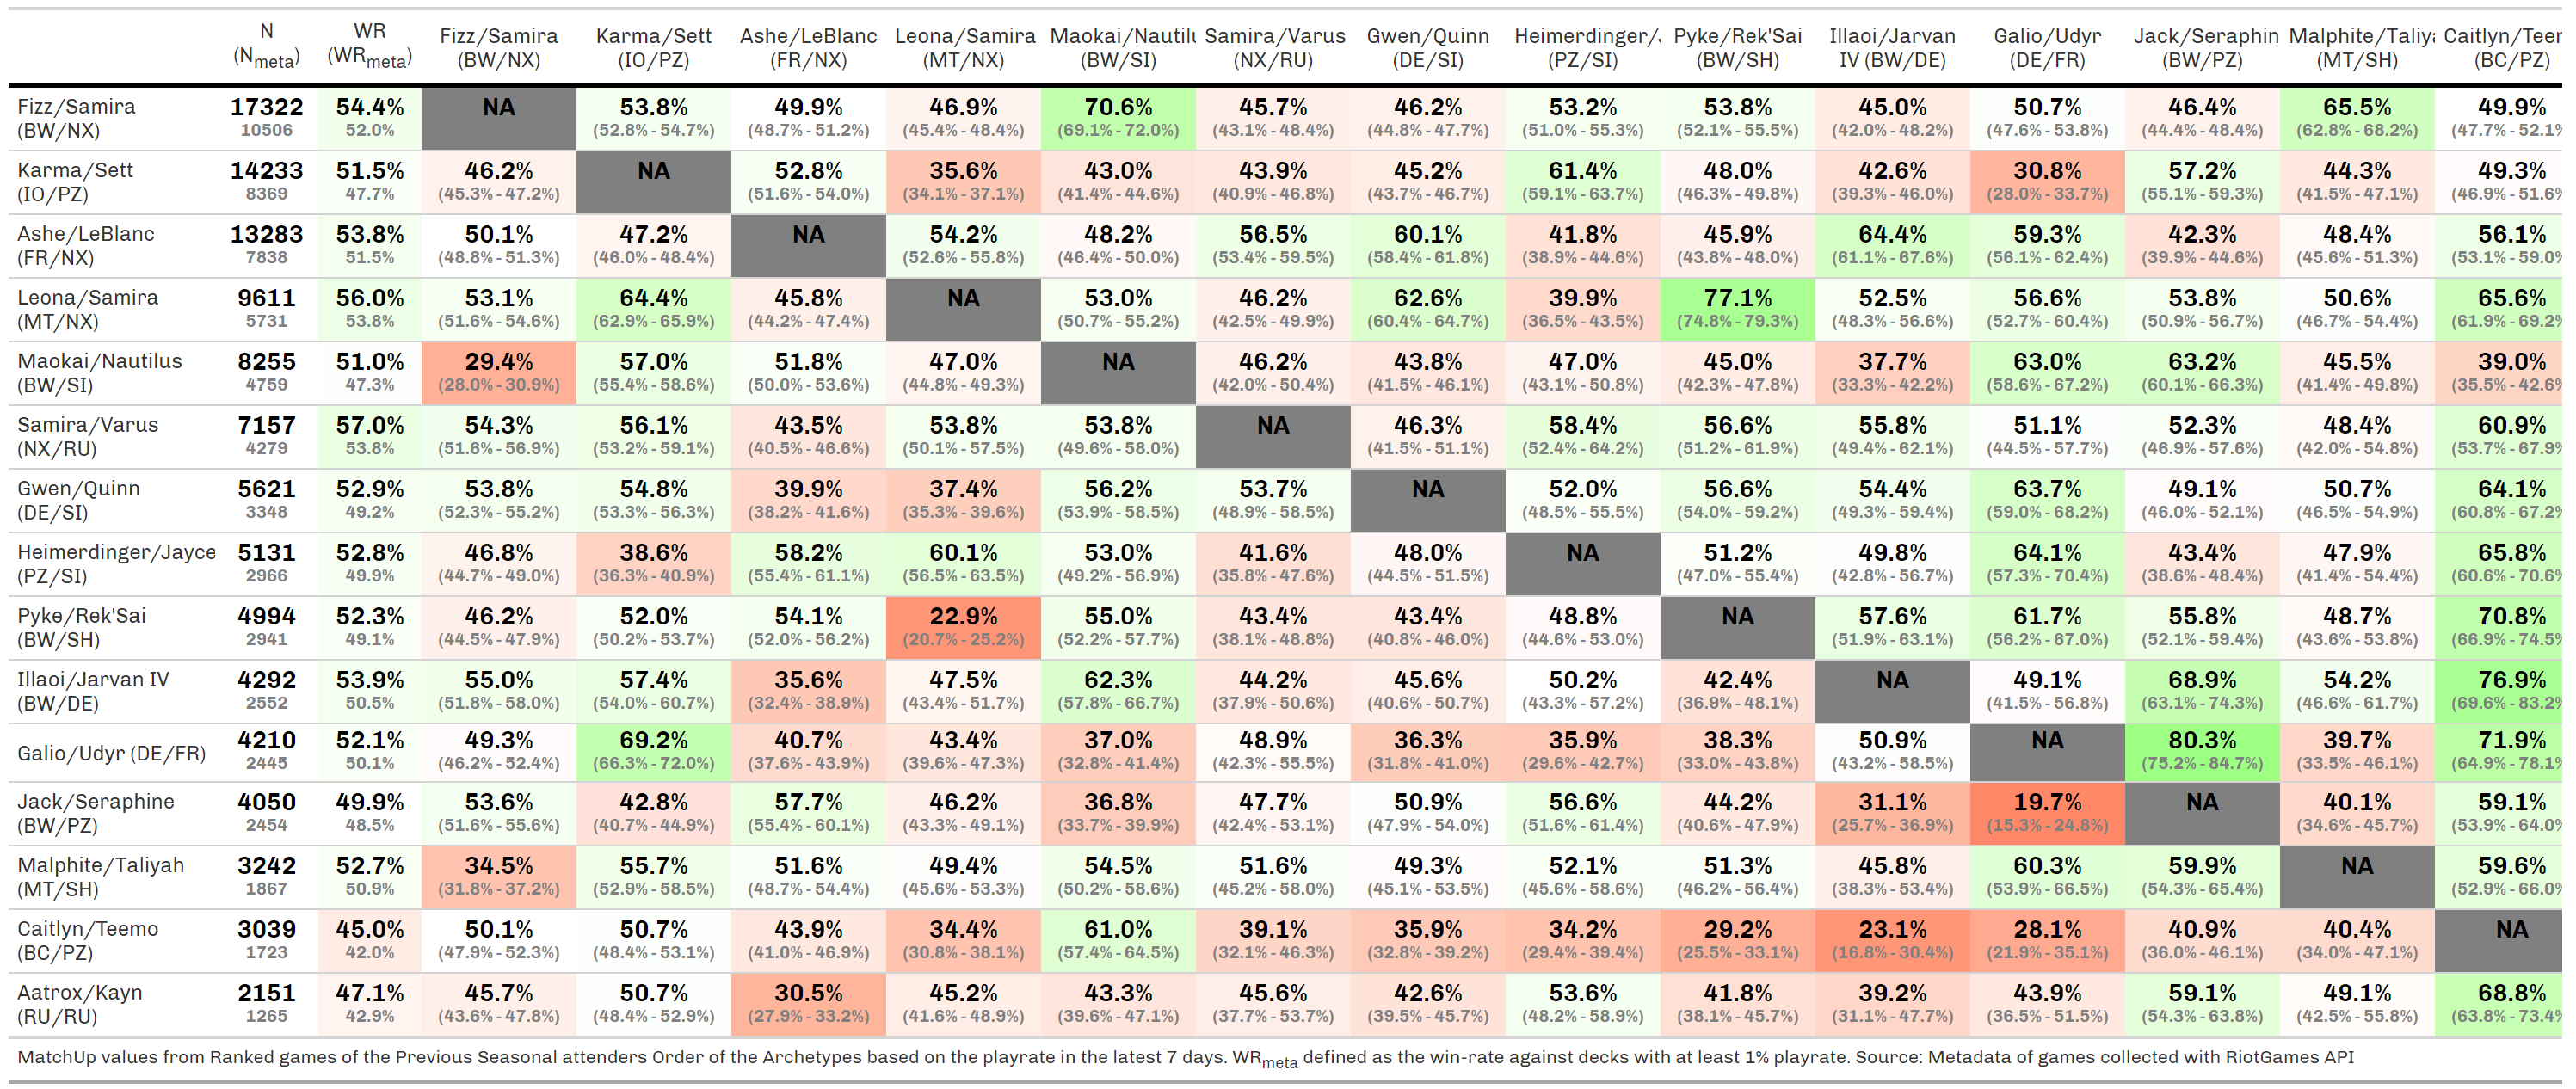 N WR Fizz/Samira Karma/Sett Ashe/LeBlanc Leona/Samira Maokai/Nautilu Samira/Varus Gwen/Quinn Heimerdinger/J Pyke/Rek'Sai Illaoi/Jarvan Galio/Udyr Jack/Seraphin Malphite/Taliya Caitlyn/Teem
(Nmeta) (WRmeta) (BW/NX) (IO/PZ) (FR/NX) (MT/NX) (BW/SI) (NX/RU) (DE/SI) (PZ/SI) (BW/SH) IV (BW/DE) (DE/FR) (BW/PZ) (MT/SH) (BC/PZ)
Fizz/Samira 17322 54.4% NA 53.8% 49.9% 46.9% 70.6% 45.7% 46.2% 53.2% 53.8% 45.0% 50.7% 46.4% 65.5% 49.9%
(BW/NX) 10506 52.0% (52.8% - 54.7%) (48.7% - 51.2%) (45.4% - 48.4%) (69.1% - 72.0%) (43.1% - 48.4%) (44.8% - 47.7%) (51.0% - 55.3%) (52.1% - 55.5%) (42.0% - 48.2%) (47.6% - 53.8%) (44.4% - 48.4%) (62.8% - 68.2%) (47.7% - 52.1%
Karma/Sett 14233 51.5% 46.2% NA 52.8% 35.6% 43.0% 43.9% 45.2% 61.4% 48.0% 42.6% 30.8% 57.2% 44.3% 49.3%
(IO/PZ) 8369 47.7% (45.3% - 47.2%) (51.6% - 54.0%) (34.1% - 37.1%) (41.4% - 44.6%) (40.9% - 46.8%) (43.7% - 46.7%) (59.1% - 63.7%) (46.3% - 49.8%) (39.3% - 46.0%) (28.0% - 33.7%) (55.1% - 59.3%) (41.5% - 47.1%) (46.9% - 51.6%
Ashe/LeBlanc 13283 53.8% 50.1% 47.2% NA 54.2% 48.2% 56.5% 60.1% 41.8% 45.9% 64.4% 59.3% 42.3% 48.4% 56.1%
(FR/NX) 7838 51.5% (48.8% - 51.3%) (46.0% - 48.4%) (52.6% - 55.8%) (46.4% - 50.0%) (53.4% - 59.5%) (58.4% - 61.8%) (38.9% - 44.6%) (43.8% - 48.0%) (61.1% - 67.6%) (56.1% - 62.4%) (39.9% - 44.6%) (45.6% - 51.3%) (53.1% - 59.0%
Leona/Samira 9611 56.0% 53.1% 64.4% 45.8% NA 53.0% 46.2% 62.6% 39.9% 77.1% 52.5% 56.6% 53.8% 50.6% 65.6%
(MT/NX) 5731 53.8% (51.6% - 54.6%) (62.9% - 65.9%) (44.2% - 47.4%) (50.7% - 55.2%) (42.5% - 49.9%) (60.4% - 64.7%) (36.5% - 43.5%) (74.8% - 79.3%) (48.3% - 56.6%) (52.7% - 60.4%) (50.9% - 56.7%) (46.7% - 54.4%) (61.9% - 69.2%
Maokai/Nautilus 8255 51.0% 29.4% 57.0% 51.8% 47.0% NA 46.2% 43.8% 47.0% 45.0% 37.7% 63.0% 63.2% 45.5% 39.0%
(BW/SI) 4759 47.3% (28.0% - 30.9%) (55.4% - 58.6%) (50.0% - 53.6%) (44.8% - 49.3%) (42.0% - 50.4%) (41.5% - 46.1%) (43.1% - 50.8%) (42.3% - 47.8%) (33.3% - 42.2%) (58.6% - 67.2%) (60.1% - 66.3%) (41.4% - 49.8%) (35.5% - 42.6%
Samira/Varus 7157 57.0% 54.3% 56.1% 43.5% 53.8% 53.8% NA 46.3% 58.4% 56.6% 55.8% 51.1% 52.3% 48.4% 60.9%
(NX/RU) 4279 53.8% (51.6% - 56.9%) (53.2% - 59.1%) (40.5% - 46.6%) (50.1% - 57.5%) (49.6% - 58.0%) (41.5% - 51.1%) (52.4% - 64.2%) (51.2% - 61.9%) (49.4% - 62.1%) (44.5% - 57.7%) (46.9% - 57.6%) (42.0% - 54.8%) (53.7% - 67.9%
Gwen/Quinn 5621 52.9% 53.8% 54.8% 39.9% 37.4% 56.2% 53.7% NA 52.0% 56.6% 54.4% 63.7% 49.1% 50.7% 64.1%
(DE/SI) 3348 49.2% (52.3% - 55.2%) (53.3% - 56.3%) (38.2% - 41.6%) (35.3% - 39.6%) (53.9% - 58.5%) (48.9% - 58.5%) (48.5% - 55.5%) (54.0% - 59.2%) (49.3% - 59.4%) (59.0% - 68.2%) (46.0% - 52.1%) (46.5% - 54.9%) (60.8% - 67.2%
Heimerdinger/Jayce 5131 52.8% 46.8% 38.6% 58.2% 60.1% 53.0% 41.6% 48.0% NA 51.2% 49.8% 64.1% 43.4% 47.9% 65.8%
(PZ/SI) 2966 49.9% (44.7% - 49.0%) (36.3% - 40.9%) (55.4% - 61.1%) (56.5% - 63.5%) (49.2% - 56.9%) (35.8% - 47.6%) (44.5% - 51.5%) (47.0% - 55.4%) (42.8% - 56.7%) (57.3% - 70.4%) (38.6% - 48.4%) (41.4% - 54.4%) (60.6% - 70.6%
Pyke/Rek'Sai 4994 52.3% 46.2% 52.0% 54.1% 22.9% 55.0% 43.4% 43.4% 48.8% NA 57.6% 61.7% 55.8% 48.7% 70.8%
(BW/SH) 2941 49.1% (44.5% - 47.9%) (50.2% - 53.7%) (52.0% - 56.2%) (20.7% - 25.2%) (52.2% - 57.7%) (38.1% - 48.8%) (40.8% - 46.0%) (44.6% - 53.0%) (51.9% - 63.1%) (56.2% - 67.0%) (52.1% - 59.4%) (43.6% - 53.8%) (66.9% - 74.5%
Illaoi/Jarvan IV 4292 53.9% 55.0% 57.4% 35.6% 47.5% 62.3% 44.2% 45.6% 50.2% 42.4% NA 49.1% 68.9% 54.2% 76.9%
(BW/DE) 2552 50.5% (51.8% - 58.0%) (54.0% - 60.7%) (32.4% - 38.9%) (43.4% - 51.7%) (57.8% - 66.7%) (37.9% - 50.6%) (40.6% - 50.7%) (43.3% - 57.2%) (36.9% - 48.1%) (41.5% - 56.8%) (63.1% - 74.3%) (46.6% - 61.7%) (69.6% - 83.2%
Galio/Udyr (DE/FR) 4210 52.1% 49.3% 69.2% 40.7% 43.4% 37.0% 48.9% 36.3% 35.9% 38.3% 50.9% NA 80.3% 39.7% 71.9%
2445 50.1% (46.2% - 52.4%) (66.3% - 72.0%) (37.6% - 43.9%) (39.6% - 47.3%) (32.8% - 41.4%) (42.3% - 55.5%) (31.8% - 41.0%) (29.6% - 42.7%) (33.0% - 43.8%) (43.2% - 58.5%) (75.2% - 84.7%) (33.5% - 46.1%) (64.9% - 78.1%
Jack/Seraphine 4050 49.9% 53.6% 42.8% 57.7% 46.2% 36.8% 47.7% 50.9% 56.6% 44.2% 31.1% 19.7% NA 40.1% 59.1%
(BW/PZ) 2454 48.5% (51.6% - 55.6%) (40.7% - 44.9%) (55.4% - 60.1%) (43.3% - 49.1%) (33.7% - 39.9%) (42.4% - 53.1%) (47.9% - 54.0%) (51.6% - 61.4%) (40.6% - 47.9%) (25.7% - 36.9%) (15.3% - 24.8%) (34.6% - 45.7%) (53.9% - 64.0%
Malphite/Taliyah 3242 52.7% 34.5% 55.7% 51.6% 49.4% 54.5% 51.6% 49.3% 52.1% 51.3% 45.8% 60.3% 59.9% NA 59.6%
(MT/SH) 1867 50.9% (31.8% - 37.2%) (52.9% - 58.5%) (48.7% - 54.4%) (45.6% - 53.3%) (50.2% - 58.6%) (45.2% - 58.0%) (45.1% - 53.5%) (45.6% - 58.6%) (46.2% - 56.4%) (38.3% - 53.4%) (53.9% - 66.5%) (54.3% - 65.4%) (52.9% - 66.0%
Caitlyn/Teemo 3039 45.0% 50.1% 50.7% 43.9% 34.4% 61.0% 39.1% 35.9% 34.2% 29.2% 23.1% 28.1% 40.9% 40.4% NA
(BC/PZ) 1723 42.0% (47.9% - 52.3%) (48.4% - 53.1%) (41.0% - 46.9%) (30.8% - 38.1%) (57.4% - 64.5%) (32.1% - 46.3%) (32.8% - 39.2%) (29.4% - 39.4%) (25.5% - 33.1%) (16.8% - 30.4%) (21.9% - 35.1%) (36.0% - 46.1%) (34.0% - 47.1%)
Aatrox/Kayn 2151 47.1% 45.7% 50.7% 30.5% 45.2% 43.3% 45.6% 42.6% 53.6% 41.8% 39.2% 43.9% 59.1% 49.1% 68.8%
(RU/RU) 1265 42.9% (43.6% - 47.8%) (48.4% - 52.9%) (27.9% - 33.2%) (41.6% - 48.9%) (39.6% - 47.1%) (37.7% - 53.7%) (39.5% - 45.7%) (48.2% - 58.9%) (38.1% - 45.7%) (31.1% - 47.7%) (36.5% - 51.5%) (54.3% - 63.8%) (42.5% - 55.8%) (63.8% - 73.4%
MatchUp values from Ranked games of the Previous Seasonal attenders Order of the Archetypes based on the playrate in the latest 7 days. WRmeta defined as the win-rate against decks with at least 1% playrate. Source: Metadata of games collected with RiotGames API